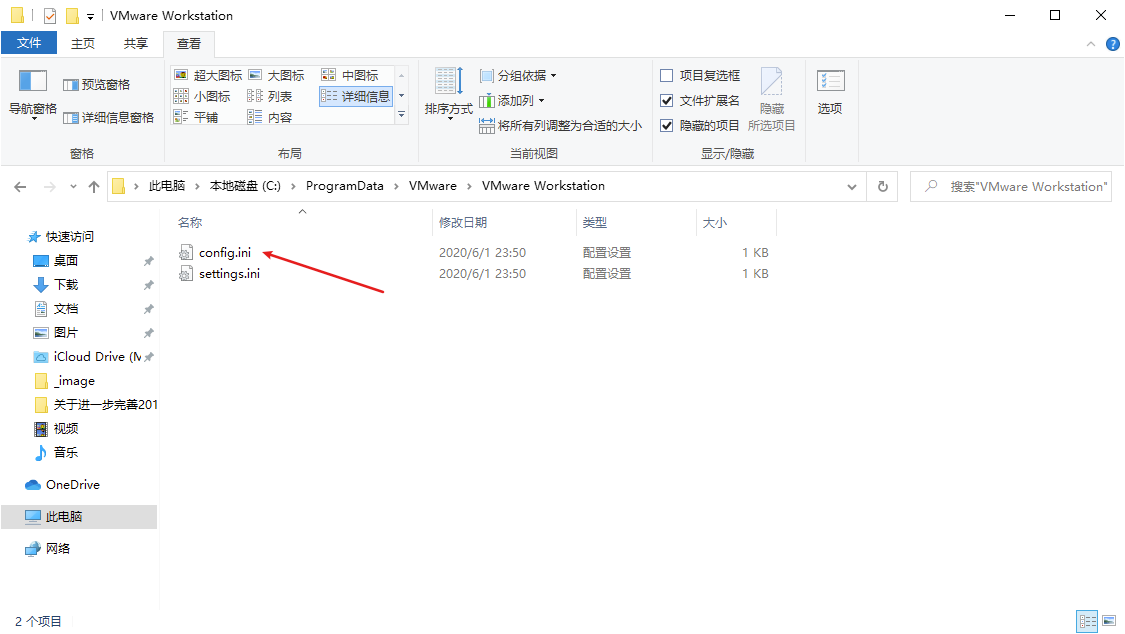 VMware Workstation
文件 主页 共享 查看
导航窗格
预览窗格
详细信息窗格
窗格
超大图标 大图标 中图标
小图标 列表 详细信息
平铺 内容
布局
排序方式
分组依据
添加列
将所有列调整为合适的大小
当前视图
项目复选框
文件扩展名
隐藏的项目
隐藏
所选项目
显示/隐藏
选项
此电脑 › 本地磁盘 (C:) › ProgramData › VMware › VMware Workstation
搜索"VMware Workstation"
名称 修改日期 类型 大小
config.ini 2020/6/1 23:50 配置设置 1 KB
settings.ini 2020/6/1 23:50 配置设置 1 KB
快速访问
桌面
下载
文档
图片
iCloud Drive (M
_image
关于进一步完善201
视频
音乐
OneDrive
此电脑
网络
2 个项目